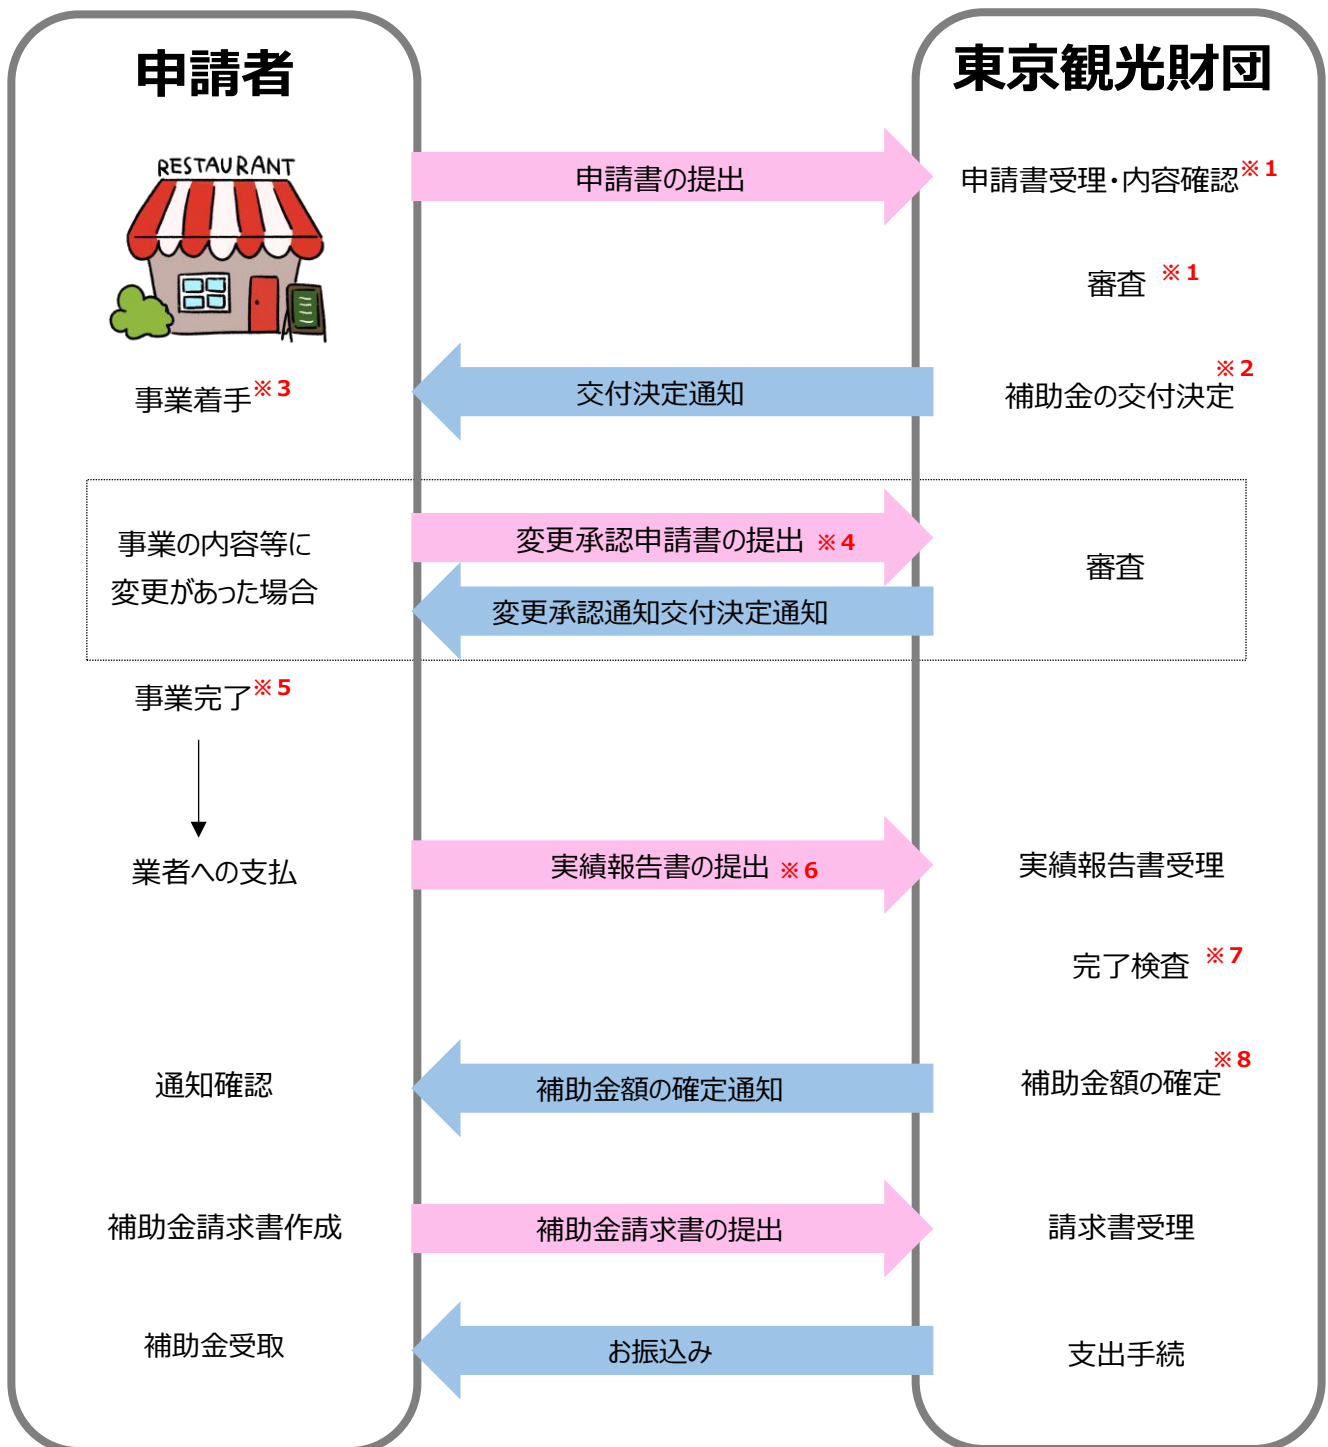 申請者
東京観光財団
RESTAURANT
申請書の提出
申請書受理・内容確認※1
審査 ※1
事業着手※3
交付決定通知
補助金の交付決定※2
事業の内容等に
変更があった場合
変更承認申請書の提出 ※4
変更承認通知交付決定通知
審査
事業完了※5
業者への支払
実績報告書の提出 ※6
実績報告書受理
完了検査 ※7
通知確認
補助金額の確定通知
補助金額の確定※8
補助金請求書作成
補助金請求書の提出
請求書受理
補助金受取
お振込み
支出手続